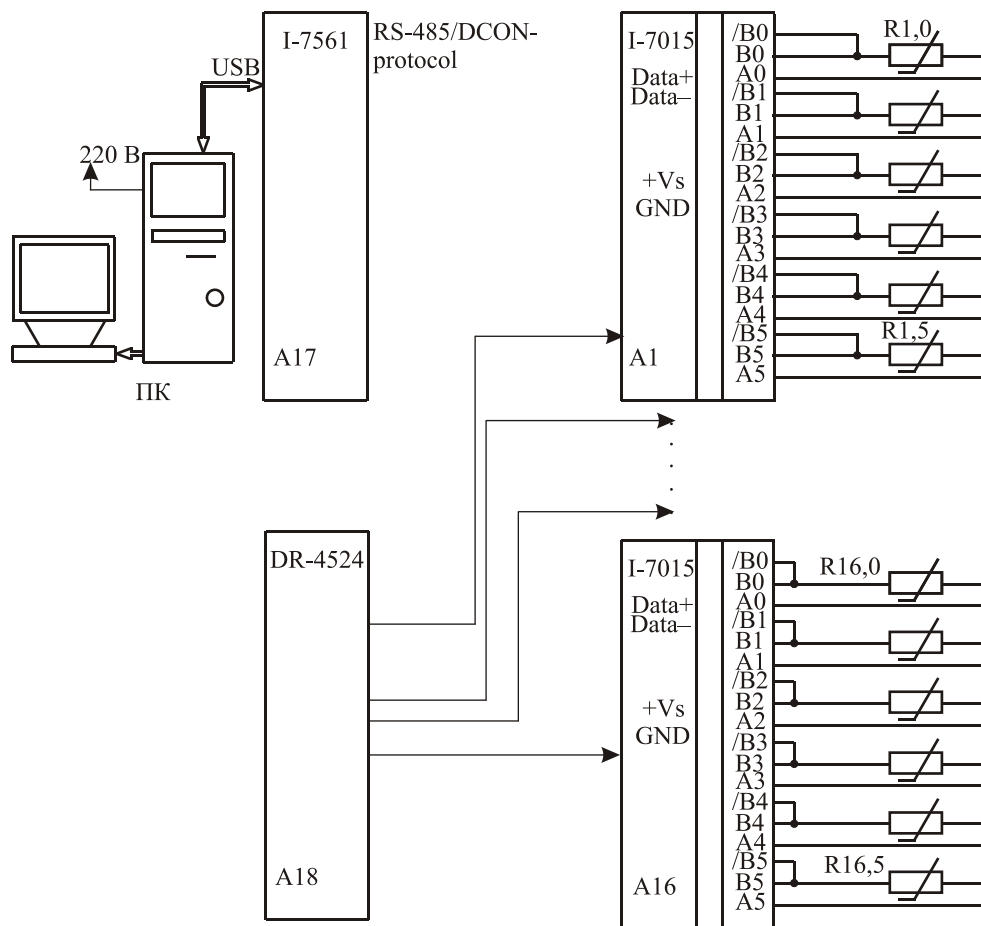 I-7561
RS-485/DCON-
protocol
USB
220 В
ПК
A17
I-7015
Data+
Data–
+Vs
GND
A1
/B0
B0
A0
/B1
B1
A1
/B2
B2
A2
/B3
B3
A3
/B4
B4
A4
/B5
B5
A5
R1,0
R1,5
DR-4524
A18
I-7015
Data+
Data–
+Vs
GND
A16
/B0
B0
A0
/B1
B1
A1
/B2
B2
A2
/B3
B3
A3
/B4
B4
A4
/B5
B5
A5
R16,0
R16,5